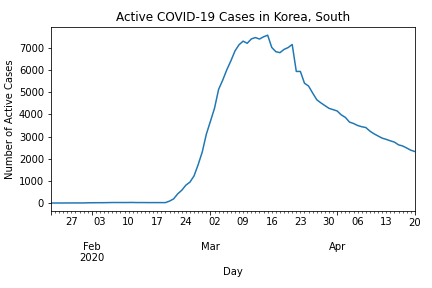 Active COVID-19 Cases in Korea, South
Number of Active Cases
7000
6000
5000
4000
3000
2000
1000
0
27 03 10 17 24 02 09 16 23 30 06 13 20
Feb Mar Apr
2020
Day